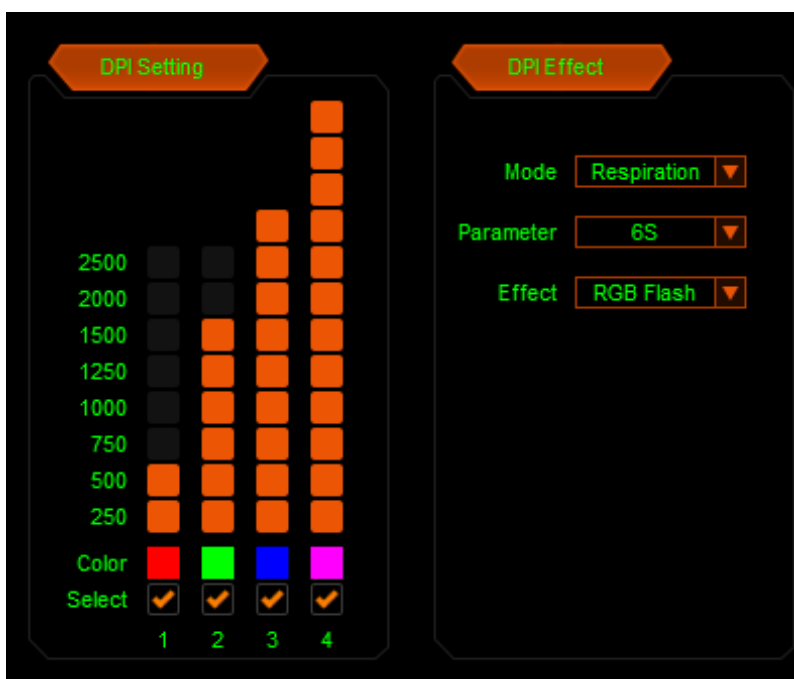 DPI Setting
DPI Effect
Mode Respiration
Parameter 6S
Effect RGB Flash
2500
2000
1500
1250
1000
750
500
250
Color
Select
1 2 3 4